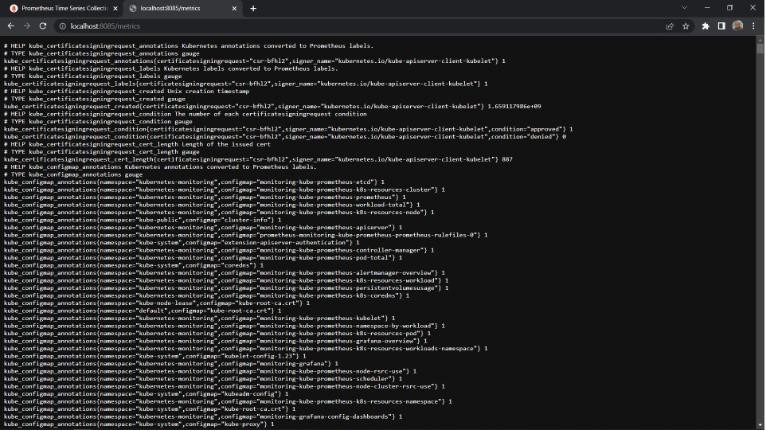 Prometheus Time Series Collectio
localhost:8085/metrics
localhost:8085/metrics
# HELP kube_certificatesigningrequest_annotations Kubernetes annotations converted to Prometheus labels.
# TYPE kube_certificatesigningrequest_annotations gauge
kube_certificatesigningrequest_annotations{certificatesigningrequest="csr-bfhl2",signer_name="kubernetes.io/kube-apiserver-client-kubelet"} 1
# HELP kube_certificatesigningrequest_labels Kubernetes labels converted to Prometheus labels.
# TYPE kube_certificatesigningrequest_labels gauge
kube_certificatesigningrequest_labels{certificatesigningrequest="csr-bfhl2",signer_name="kubernetes.io/kube-apiserver-client-kubelet"} 1
# HELP kube_certificatesigningrequest_created Unix creation timestamp
# TYPE kube_certificatesigningrequest_created gauge
kube_certificatesigningrequest_created{certificatesigningrequest="csr-bfhl2",signer_name="kubernetes.io/kube-apiserver-client-kubelet"} 1.659117986e+09
# HELP kube_certificatesigningrequest_condition The number of each certificatesigningrequest condition
# TYPE kube_certificatesigningrequest_condition gauge
kube_certificatesigningrequest_condition{certificatesigningrequest="csr-bfhl2",signer_name="kubernetes.io/kube-apiserver-client-kubelet",condition="approved"} 1
kube_certificatesigningrequest_condition{certificatesigningrequest="csr-bfhl2",signer_name="kubernetes.io/kube-apiserver-client-kubelet",condition="denied"} 0
# HELP kube_certificatesigningrequest_cert_length Length of the issued cert
# TYPE kube_certificatesigningrequest_cert_length gauge
kube_certificatesigningrequest_cert_length{certificatesigningrequest="csr-bfhl2",signer_name="kubernetes.io/kube-apiserver-client-kubelet"} 887
# HELP kube_configmap_annotations Kubernetes annotations converted to Prometheus labels.
# TYPE kube_configmap_annotations gauge
kube_configmap_annotations{namespace="kubernetes-monitoring",configmap="monitoring-kube-prometheus-etcd"} 1
kube_configmap_annotations{namespace="kubernetes-monitoring",configmap="monitoring-kube-prometheus-k8s-resources-cluster"} 1
kube_configmap_annotations{namespace="kubernetes-monitoring",configmap="monitoring-kube-prometheus-prometheus"} 1
kube_configmap_annotations{namespace="kubernetes-monitoring",configmap="monitoring-kube-prometheus-workload-total"} 1
kube_configmap_annotations{namespace="kubernetes-monitoring",configmap="monitoring-kube-prometheus-k8s-resources-node"} 1
kube_configmap_annotations{namespace="kube-public",configmap="cluster-info"} 1
kube_configmap_annotations{namespace="kubernetes-monitoring",configmap="monitoring-kube-prometheus-apiserver"} 1
kube_configmap_annotations{namespace="kubernetes-monitoring",configmap="prometheus-monitoring-kube-prometheus-prometheus-rulefiles-0"} 1
kube_configmap_annotations{namespace="kube-system",configmap="extension-apiserver-authentication"} 1
kube_configmap_annotations{namespace="kubernetes-monitoring",configmap="monitoring-kube-prometheus-controller-manager"} 1
kube_configmap_annotations{namespace="kubernetes-monitoring",configmap="monitoring-kube-prometheus-pod-total"} 1
kube_configmap_annotations{namespace="kube-system",configmap="coredns"} 1
kube_configmap_annotations{namespace="kubernetes-monitoring",configmap="monitoring-kube-prometheus-alertmanager-overview"} 1
kube_configmap_annotations{namespace="kubernetes-monitoring",configmap="monitoring-kube-prometheus-k8s-resources-workload"} 1
kube_configmap_annotations{namespace="kubernetes-monitoring",configmap="monitoring-kube-prometheus-persistentvolumesusage"} 1
kube_configmap_annotations{namespace="kubernetes-monitoring",configmap="monitoring-kube-prometheus-k8s-coredns"} 1
kube_configmap_annotations{namespace="kube-node-lease",configmap="kube-root-ca.crt"} 1
kube_configmap_annotations{namespace="default",configmap="kube-root-ca.crt"} 1
kube_configmap_annotations{namespace="kubernetes-monitoring",configmap="monitoring-kube-prometheus-kubelet"} 1
kube_configmap_annotations{namespace="kubernetes-monitoring",configmap="monitoring-kube-prometheus-namespace-by-workload"} 1
kube_configmap_annotations{namespace="kubernetes-monitoring",configmap="monitoring-kube-prometheus-k8s-resources-pod"} 1
kube_configmap_annotations{namespace="kubernetes-monitoring",configmap="monitoring-kube-prometheus-grafana-overview"} 1
kube_configmap_annotations{namespace="kubernetes-monitoring",configmap="monitoring-kube-prometheus-k8s-resources-workloads-namespace"} 1
kube_configmap_annotations{namespace="kube-system",configmap="kubelet-config-1.23"} 1
kube_configmap_annotations{namespace="kubernetes-monitoring",configmap="monitoring-grafana"} 1
kube_configmap_annotations{namespace="kubernetes-monitoring",configmap="monitoring-kube-prometheus-node-rsrc-use"} 1
kube_configmap_annotations{namespace="kubernetes-monitoring",configmap="monitoring-kube-prometheus-scheduler"} 1
kube_configmap_annotations{namespace="kubernetes-monitoring",configmap="monitoring-kube-prometheus-node-cluster-rsrc-use"} 1
kube_configmap_annotations{namespace="kube-system",configmap="kubeadm-config"} 1
kube_configmap_annotations{namespace="kubernetes-monitoring",configmap="monitoring-kube-prometheus-k8s-resources-namespace"} 1
kube_configmap_annotations{namespace="kube-system",configmap="kube-root-ca.crt"} 1
kube_configmap_annotations{namespace="kubernetes-monitoring",configmap="monitoring-grafana-config-dashboards"} 1
kube_configmap_annotations{namespace="kube-system",configmap="kube-proxy"} 1